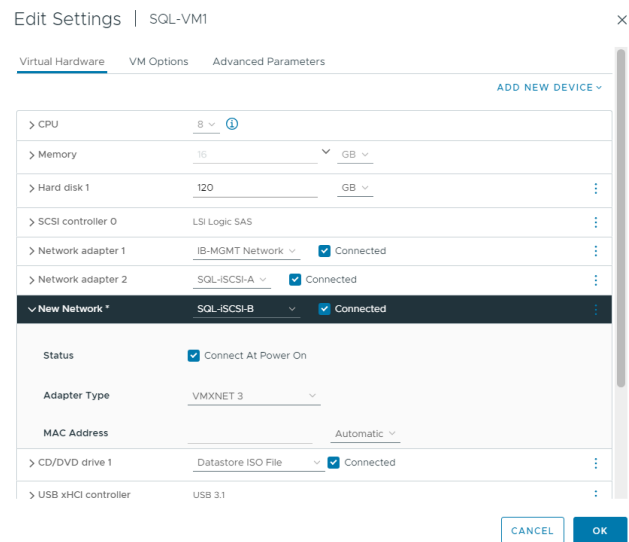 Edit Settings | SQL-VM1
Virtual Hardware VM Options Advanced Parameters
ADD NEW DEVICE
CPU 8
Memory 16 GB
Hard disk 1 120 GB
SCSI controller 0 LSI Logic SAS
Network adapter 1 IB-MGMT Network Connected
Network adapter 2 SQL-iSCSI-A Connected
New Network * SQL-iSCSI-B Connected
Status Connect At Power On
Adapter Type VMXNET 3
MAC Address Automatic
CD/DVD drive 1 Datastore ISO File Connected
USB xHCI controller USB 3.1
CANCEL OK